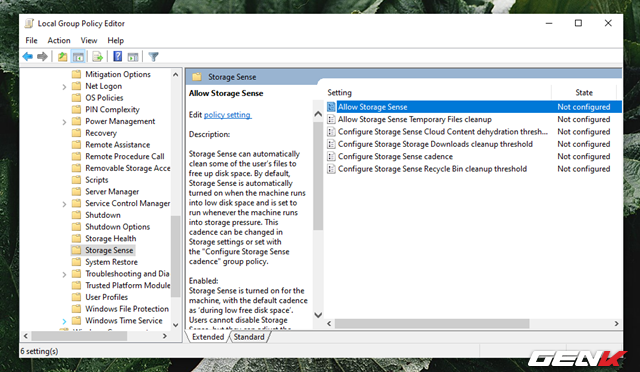 Local Group Policy Editor
File Action View Help
Mitigation Options
Net Logon
OS Policies
PIN Complexity
Power Management
Recovery
Remote Assistance
Remote Procedure Call
Removable Storage Acce
Scripts
Server Manager
Service Control Manager
Shutdown
Shutdown Options
Storage Health
Storage Sense
System Restore
Troubleshooting and Dia
Trusted Platform Module
User Profiles
Windows File Protection
Windows Time Service
Storage Sense
Allow Storage Sense
Edit policy setting
Description:
Storage Sense can automatically
clean some of the user's files to
free up disk space. By default,
Storage Sense is automatically
turned on when the machine runs
into low disk space and is set to
run whenever the machine runs
into storage pressure. This
cadence can be changed in
Storage settings or set with
the "Configure Storage Sense
cadence" group policy.
Enabled:
Storage Sense is turned on for the
machine, with the default cadence
as 'during low free disk space'.
Users cannot disable Storage
Setting State
Allow Storage Sense Not configured
Allow Storage Sense Temporary Files cleanup Not configured
Configure Storage Sense Cloud Content dehydration thresh... Not configured
Configure Storage Storage Downloads cleanup threshold Not configured
Configure Storage Sense cadence Not configured
Configure Storage Sense Recycle Bin cleanup threshold Not configured
Extended Standard
6 setting(s)
GENK